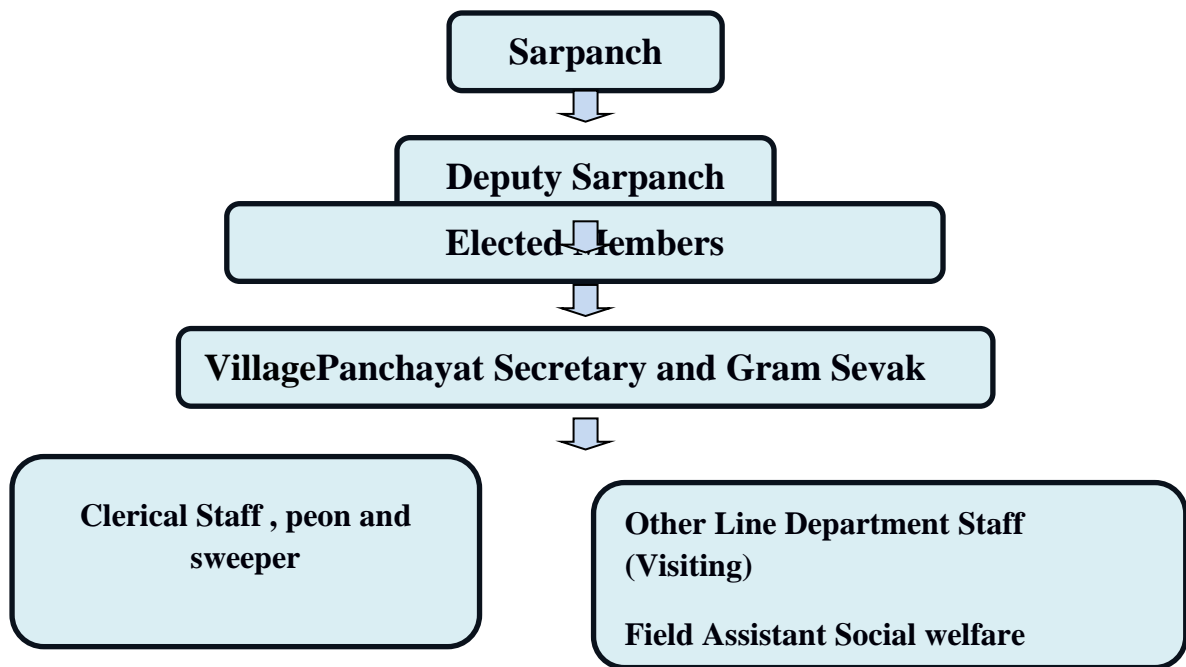 Sarpanch
Deputy Sarpanch
Elected Members
VillagePanchayat Secretary and Gram Sevak
Clerical Staff , peon and
sweeper
Other Line Department Staff
(Visiting)
Field Assistant Social welfare